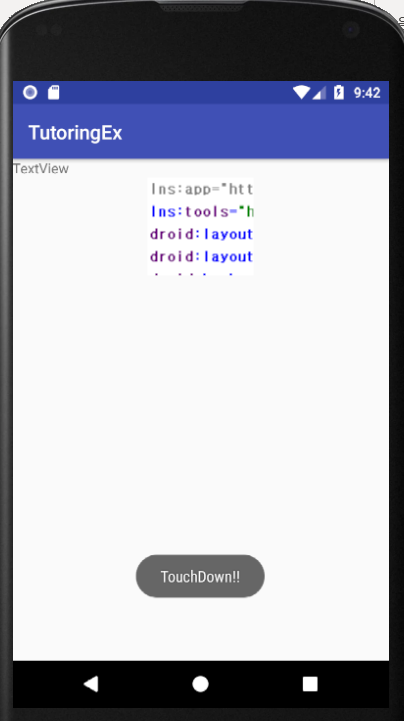 9:42
TutoringEx
TextView
lns:app="htt
lns:tools="h
droid:layout
droid:layout
TouchDown!!